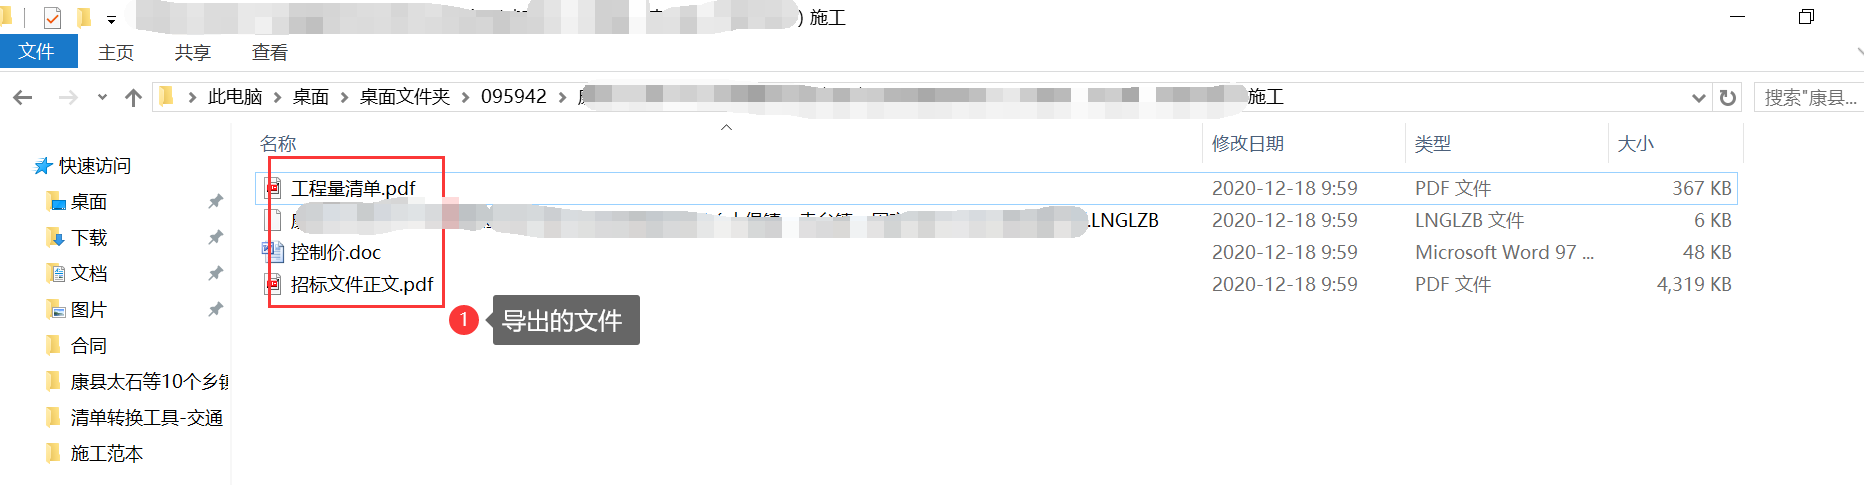 ) 施工
文件 主页 共享 查看
此电脑 桌面 桌面文件夹 095942 施工 搜索"康县...
名称 修改日期 类型 大小
快速访问
桌面
下载
文档
图片
合同
康县太石等10个乡镇
清单转换工具-交通
施工范本
工程量清单.pdf 2020-12-18 9:59 PDF 文件 367 KB
.LNGLZB 2020-12-18 9:59 LNGLZB 文件 6 KB
控制价.doc 2020-12-18 9:59 Microsoft Word 97 ... 48 KB
招标文件正文.pdf 2020-12-18 9:59 PDF 文件 4,319 KB
1 导出的文件